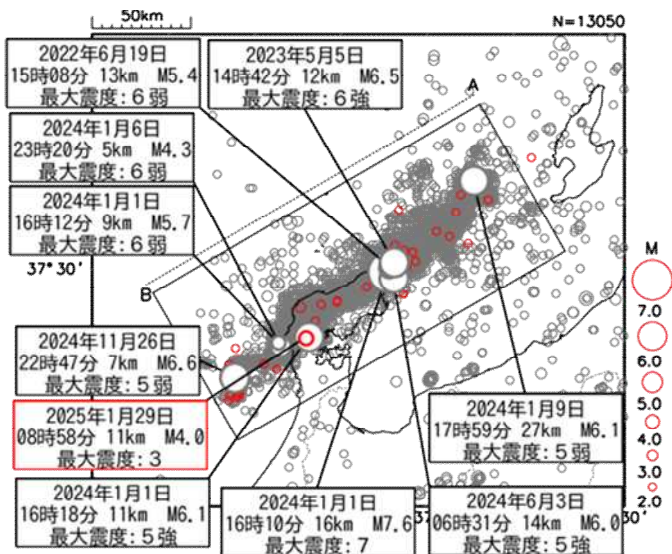 50km
N=13050
2022年6月19日
15時08分 13km M5.4
最大震度:6弱
2023年5月5日
14時42分 12km M6.5
最大震度:6強
A
2024年1月6日
23時20分 5km M4.3
最大震度:6弱
2024年1月1日
16時12分 9km M5.7
最大震度:6弱
37°30'
B
M
7.0
6.0
5.0
4.0
3.0
2.0
2024年11月26日
22時47分 7km M6.6
最大震度:5弱
2025年1月29日
08時58分 11km M4.0
最大震度:3
2024年1月1日
16時18分 11km M6.1
最大震度:5強
2024年1月1日
16時10分 16km M7.6
最大震度:7
2024年1月9日
17時59分 27km M6.1
最大震度:5弱
2024年6月3日
06時31分 14km M6.0
最大震度:5強
30'